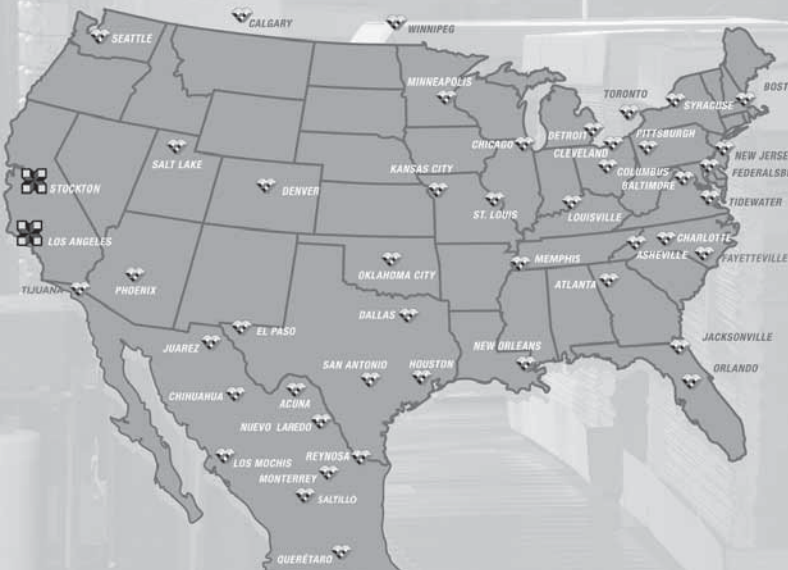 CALGARY
WINNIPEG
SEATTLE
MINNEAPOLIS
TORONTO
SYRACUSE
BOST
DETROIT
PITTSBURGH
CHICAGO
CLEVELAND
NEW JERSE
SALT LAKE
KANSAS CITY
COLUMBUS
FEDERALSBU
STOCKTON
DENVER
BALTIMORE
ST. LOUIS
LOUISVILLE
TIDEWATER
LOS ANGELES
CHARLOTTE
OKLAHOMA CITY
MEMPHIS
ASHEVILLE
FAYETTEVILLE
TIJUANA
PHOENIX
ATLANTA
DALLAS
EL PASO
JUAREZ
NEW ORLEANS
JACKSONVILLE
SAN ANTONIO
HOUSTON
ORLANDO
CHIHUAHUA
ACUNA
NUEVO LAREDO
LOS MOCHIS
REYNOSA
MONTERREY
SALTILLO
QUERÉTARO